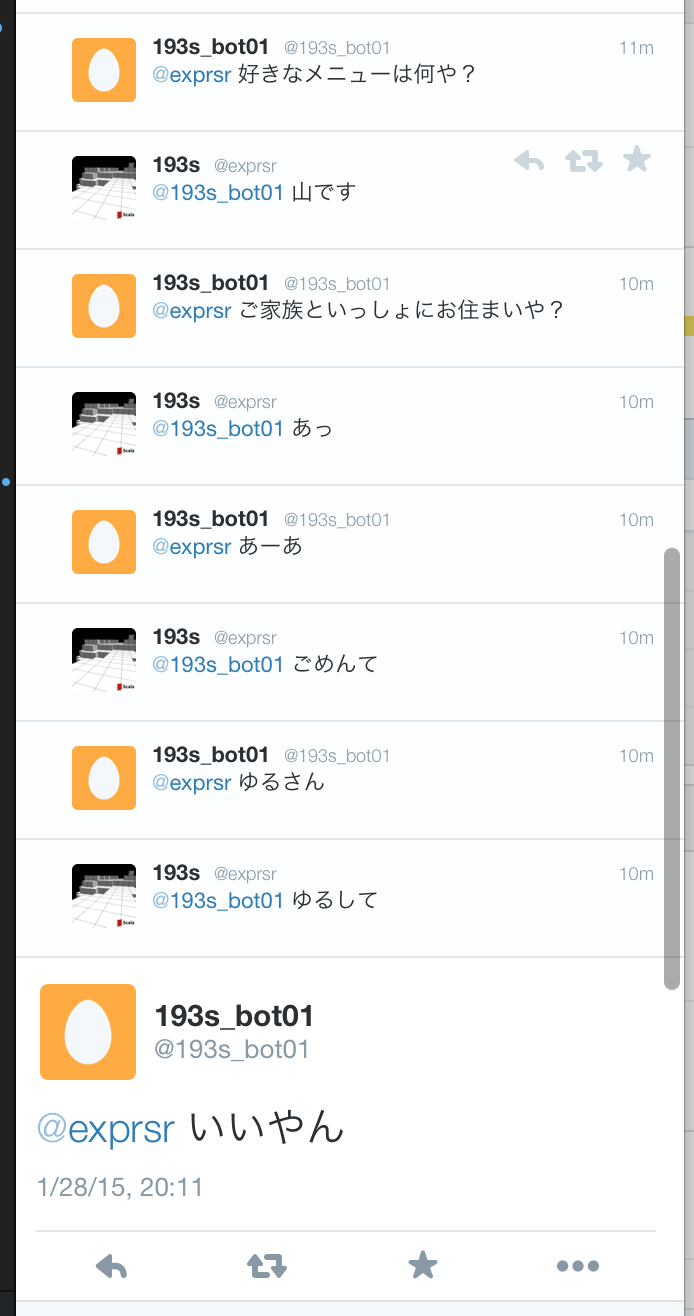 193s_bot01 @193s_bot01 11m
@exprsr 好きなメニューは何や？
193s @exprsr
@193s_bot01 山です
193s_bot01 @193s_bot01 10m
@exprsr ご家族といっしょにお住まいや？
193s @exprsr 10m
@193s_bot01 あっ
193s_bot01 @193s_bot01 10m
@exprsr あーあ
193s @exprsr 10m
@193s_bot01 ごめんて
193s_bot01 @193s_bot01 10m
@exprsr ゆるさん
193s @exprsr 10m
@193s_bot01 ゆるして
193s_bot01
@193s_bot01
@exprsr いいやん
1/28/15, 20:11